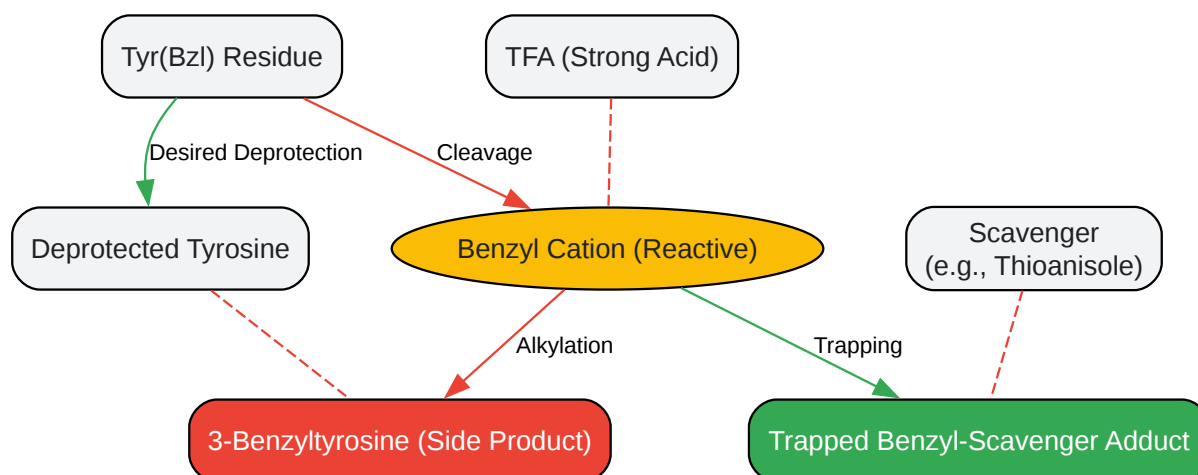 Tyr(Bzl) Residue
TFA (Strong Acid)
Desired Deprotection
Cleavage
Deprotected Tyrosine
Benzyl Cation (Reactive)
Scavenger
(e.g., Thioanisole)
Alkylation
Trapping
3-Benzyltyrosine (Side Product)
Trapped Benzyl-Scavenger Adduct